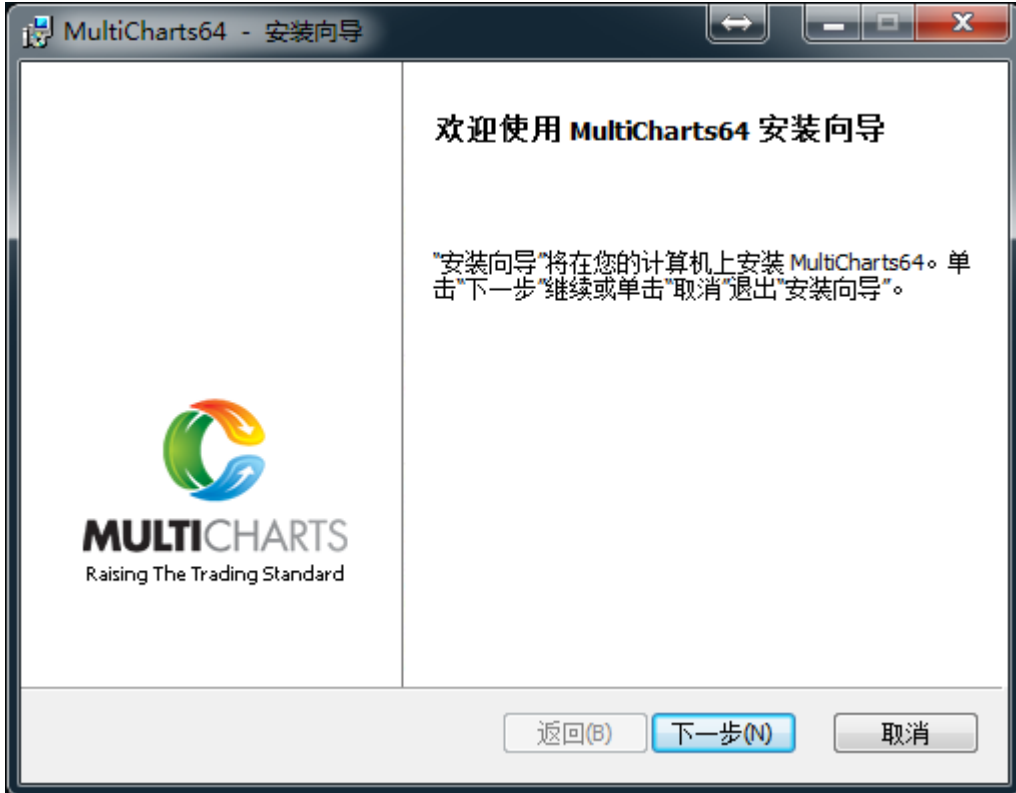 MultiCharts64 - 安装向导
欢迎使用 MultiCharts64 安装向导
"安装向导"将在您的计算机上安装 MultiCharts64。单
击"下一步"继续或单击"取消"退出"安装向导"。
MULTICHARTS
Raising The Trading Standard
返回(B) 下一步(N) 取消